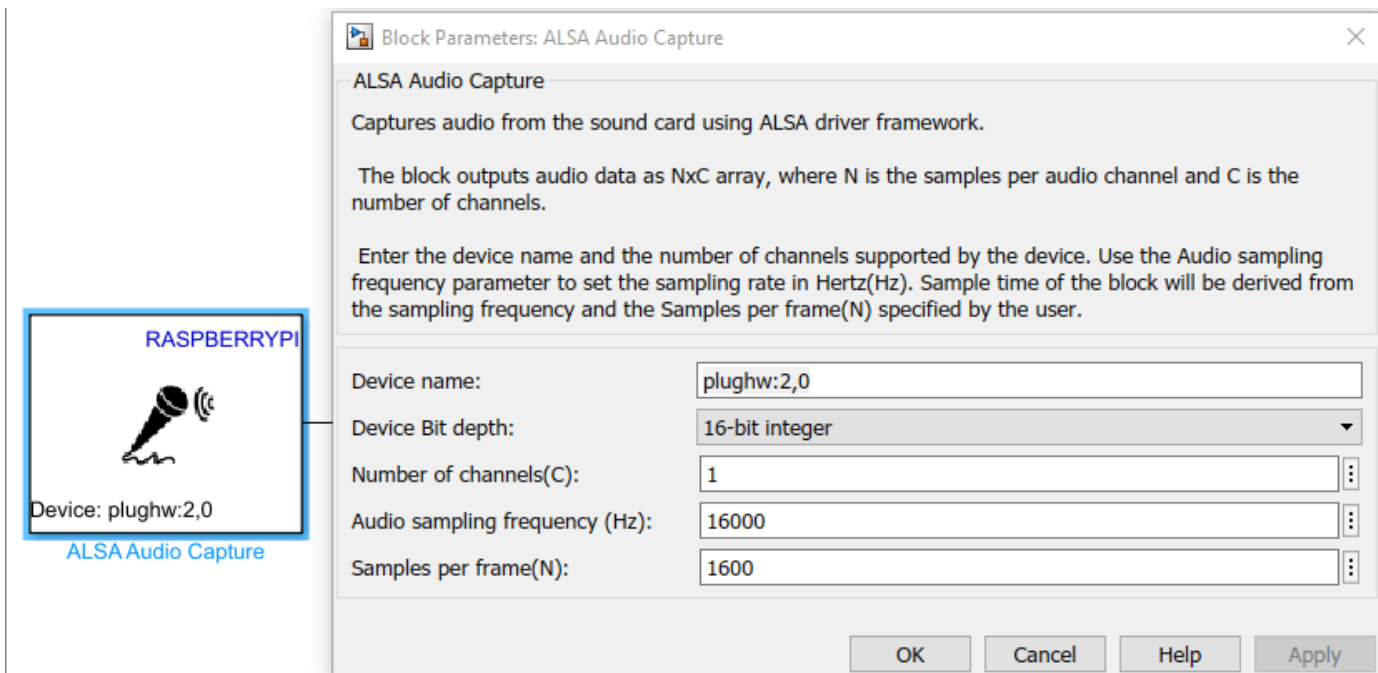 Block Parameters: ALSA Audio Capture
ALSA Audio Capture
Captures audio from the sound card using ALSA driver framework.
The block outputs audio data as NxC array, where N is the samples per audio channel and C is the
number of channels.
Enter the device name and the number of channels supported by the device. Use the Audio sampling
frequency parameter to set the sampling rate in Hertz(Hz). Sample time of the block will be derived from
the sampling frequency and the Samples per frame(N) specified by the user.
RASPBERRYPI
Device: plughw:2,0
ALSA Audio Capture
Device name: plughw:2,0
Device Bit depth: 16-bit integer
Number of channels(C): 1
Audio sampling frequency (Hz): 16000
Samples per frame(N): 1600
OK Cancel Help Apply